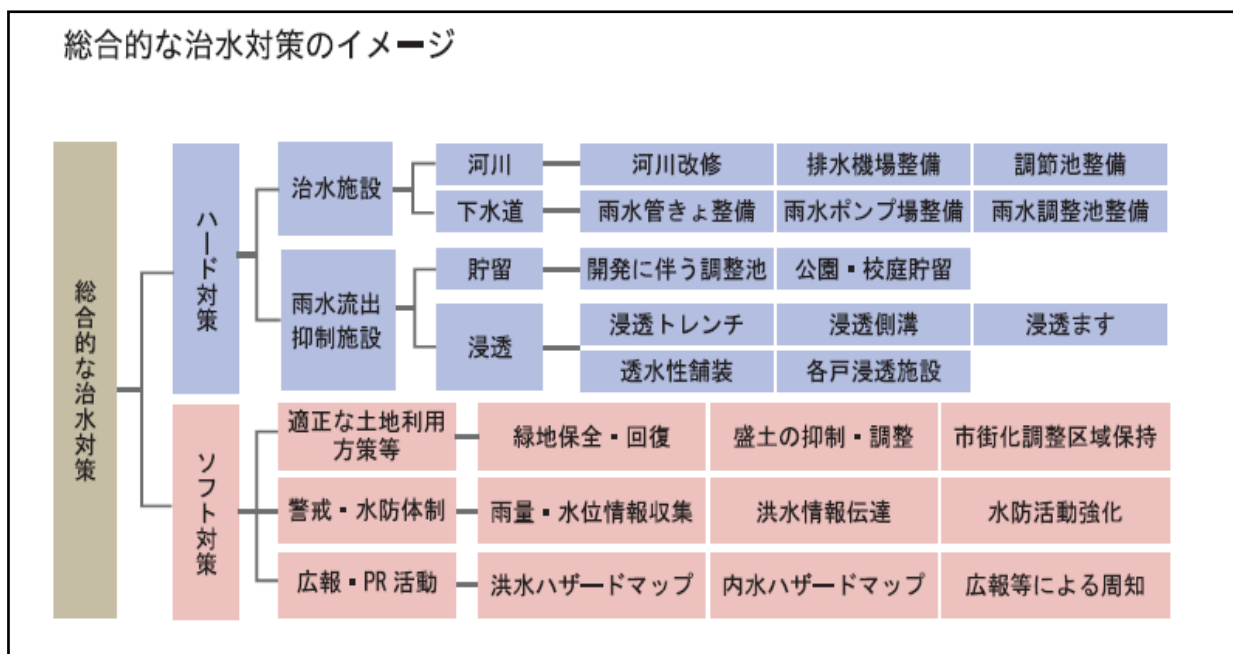 総合的な治水対策のイメージ
総合的な治水対策
ハード対策
治水施設
河川
河川改修
排水機場整備
調節池整備
下水道
雨水管きょ整備
雨水ポンプ場整備
雨水調整池整備
雨水流出
抑制施設
貯留
開発に伴う調整池
公園・校庭貯留
浸透
浸透トレンチ
浸透側溝
浸透ます
透水性舗装
各戸浸透施設
ソフト対策
適正な土地利用
方策等
緑地保全・回復
盛土の抑制・調整
市街化調整区域保持
警戒・水防体制
雨量・水位情報収集
洪水情報伝達
水防活動強化
広報・PR 活動
洪水ハザードマップ
内水ハザードマップ
広報等による周知